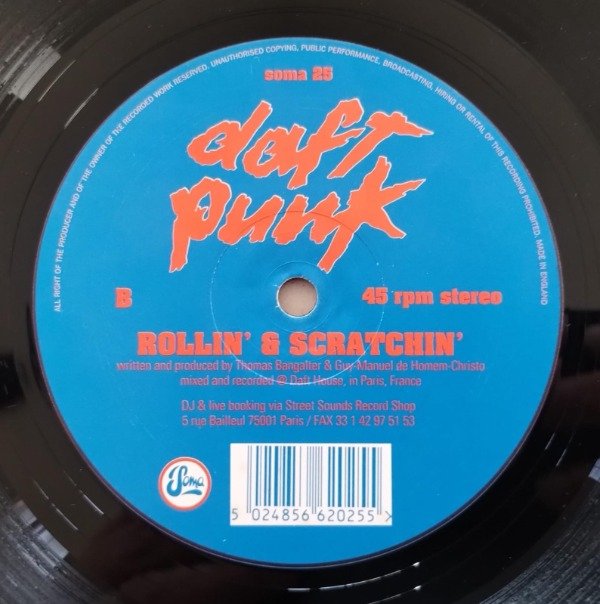 ALL RIGHT OF THE PRODUCER AND OF THE OWNER OF THE RECORDED WORK RESERVED. UNAUTHORISED COPYING, PUBLIC PERFORMANCE, BROADCASTING, HIRING OR RENTAL OF THIS RECORDING PROHIBITED. MADE IN ENGLAND
soma 25
daft
punk
B
45 rpm stereo
ROLLIN' & SCRATCHIN'
written and produced by Thomas Bangalter & Guy-Manuel de Homem-Christo
mixed and recorded @ Daft House, in Paris, France
DJ & live booking via Street Sounds Record Shop
5 rue Bailleul 75001 Paris / FAX 33 1 42 97 51 53
Soma
5 024856 620255 >